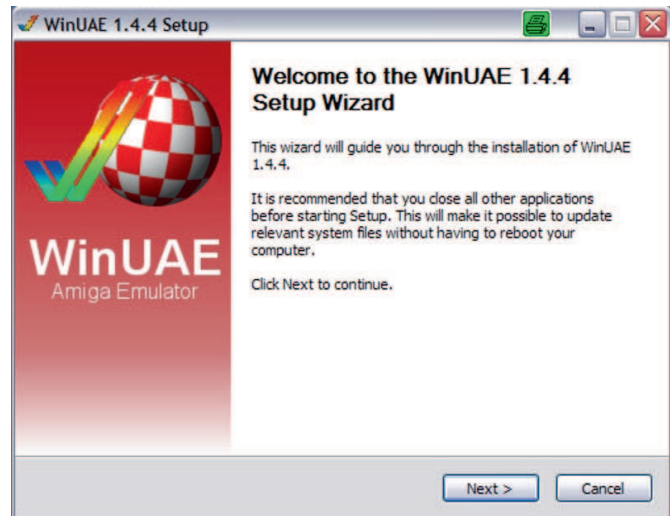 WinUAE 1.4.4 Setup
WinUAE
Amiga Emulator
Welcome to the WinUAE 1.4.4
Setup Wizard
This wizard will guide you through the installation of WinUAE
1.4.4.
It is recommended that you close all other applications
before starting Setup. This will make it possible to update
relevant system files without having to reboot your
computer.
Click Next to continue.
Next >
Cancel